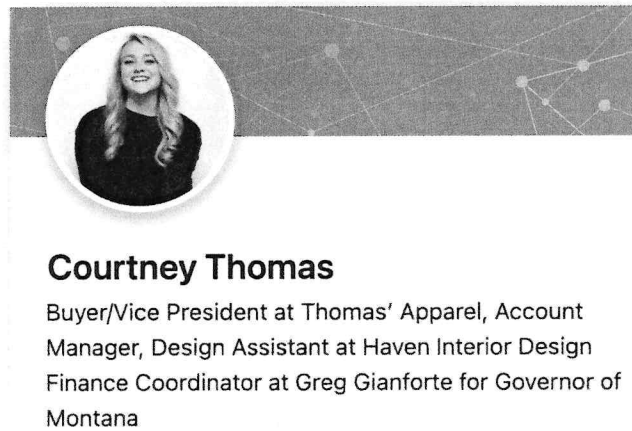 Courtney Thomas
Buyer/Vice President at Thomas' Apparel, Account
Manager, Design Assistant at Haven Interior Design
Finance Coordinator at Greg Gianforte for Governor of
Montana